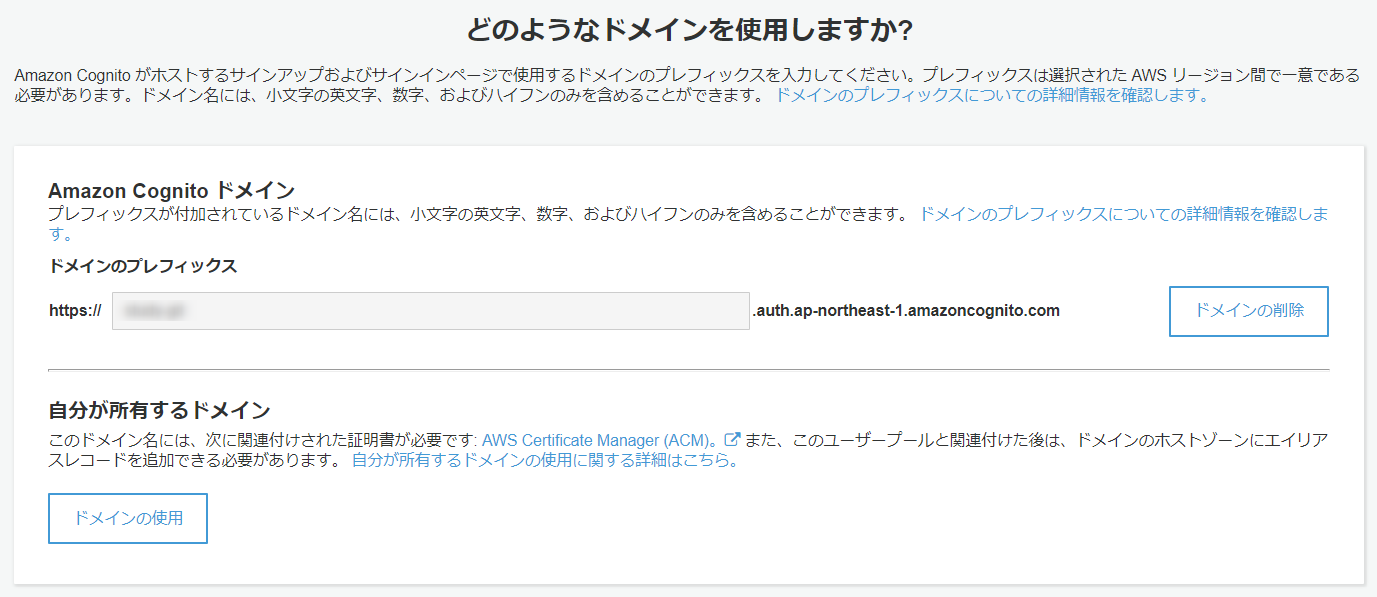 どのようなドメインを使用しますか?
Amazon Cognito がホストするサインアップおよびサインインページで使用するドメインのプレフィックスを入力してください。プレフィックスは選択された AWS リージョン間で一意である
必要があります。ドメイン名には、小文字の英文字、数字、およびハイフンのみを含めることができます。 ドメインのプレフィックスについての詳細情報を確認します。
Amazon Cognito ドメイン
プレフィックスが付加されているドメイン名には、小文字の英文字、数字、およびハイフンのみを含めることができます。 ドメインのプレフィックスについての詳細情報を確認しま
す。
ドメインのプレフィックス
https:// .auth.ap-northeast-1.amazoncognito.com ドメインの削除
自分が所有するドメイン
このドメイン名には、次に関連付けされた証明書が必要です: AWS Certificate Manager (ACM)。 また、このユーザープールと関連付けた後は、ドメインのホストゾーンにエイリア
スレコードを追加できる必要があります。 自分が所有するドメインの使用に関する詳細はこちら。
ドメインの使用